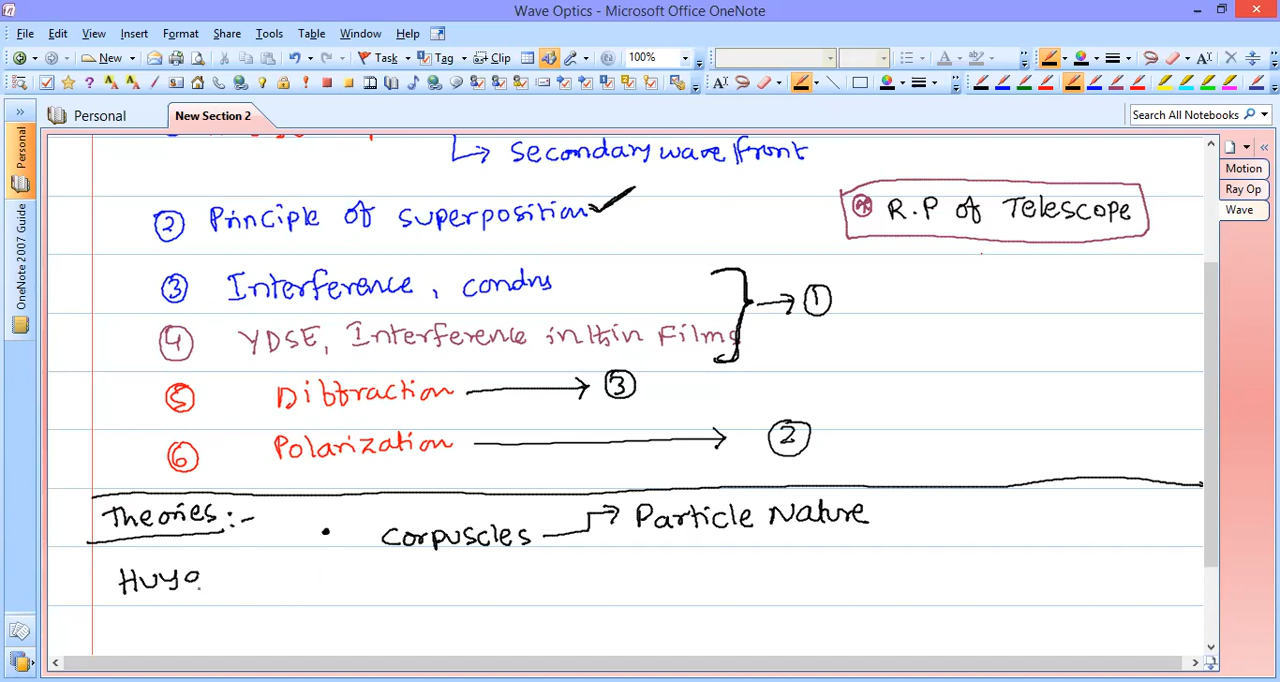 Wave Optics - Microsoft Office OneNote
File Edit View Insert Format Share Tools Table Window Help
New Task Tag Clip 100%
Personal New Section 2 Search All Notebooks
Personal
OneNote 2007 Guide
Motion
Ray Op
Wave
Secondary wave front
② Principle of superposition
R.P of Telescope
③ Interference, condns
① 
④ YDSE, Interference in thin Films
⑤ Diffraction ③
⑥ Polarization ②
Theories :-
• Corpuscles Particle Nature
Huyg